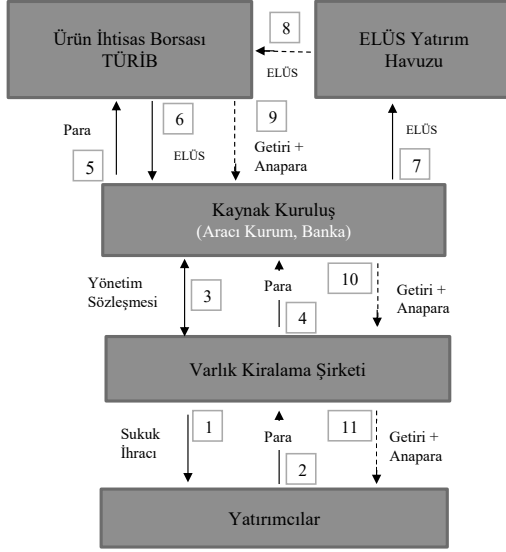 Ürün İhtisas Borsası
TÜRİB
8
ELÜS
ELÜS Yatırım
Havuzu
Para
5
6
ELÜS
9
Getiri +
Anapara
ELÜS
7
Kaynak Kuruluş
(Aracı Kurum, Banka)
Yönetim
Sözleşmesi
3
Para
4
10
Getiri +
Anapara
Varlık Kiralama Şirketi
Sukuk
İhracı
1
Para
2
11
Getiri +
Anapara
Yatırımcılar